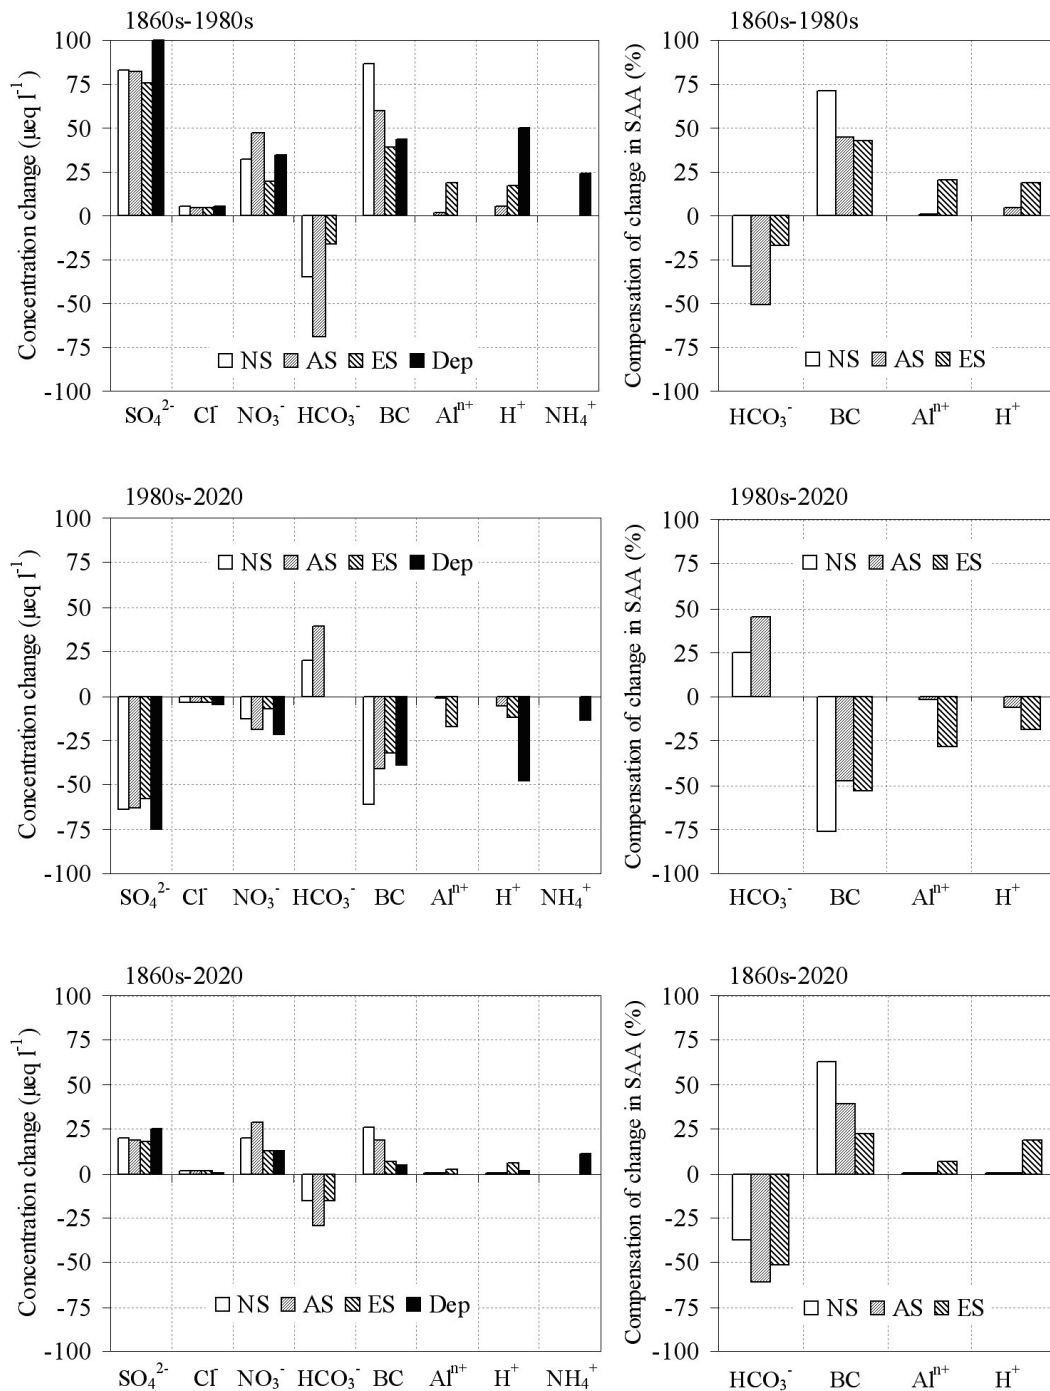 1860s-1980s
Concentration change (µeq l⁻¹)
100
75
50
25
0
-25
-50
-75
-100
NS AS ES Dep
SO₄²⁻ Cl⁻ NO₃⁻ HCO₃⁻ BC Alⁿ⁺ H⁺ NH₄⁺
1860s-1980s
Compensation of change in SAA (%)
100
75
50
25
0
-25
-50
-75
-100
NS AS ES
HCO₃⁻ BC Alⁿ⁺ H⁺
1980s-2020
Concentration change (µeq l⁻¹)
100
75
50
25
0
-25
-50
-75
-100
NS AS ES Dep
SO₄²⁻ Cl⁻ NO₃⁻ HCO₃⁻ BC Alⁿ⁺ H⁺ NH₄⁺
1980s-2020
Compensation of change in SAA (%)
100
75
50
25
0
-25
-50
-75
-100
NS AS ES
HCO₃⁻ BC Alⁿ⁺ H⁺
1860s-2020
Concentration change (µeq l⁻¹)
100
75
50
25
0
-25
-50
-75
-100
NS AS ES Dep
SO₄²⁻ Cl⁻ NO₃⁻ HCO₃⁻ BC Alⁿ⁺ H⁺ NH₄⁺
1860s-2020
Compensation of change in SAA (%)
100
75
50
25
0
-25
-50
-75
-100
NS AS ES
HCO₃⁻ BC Alⁿ⁺ H⁺